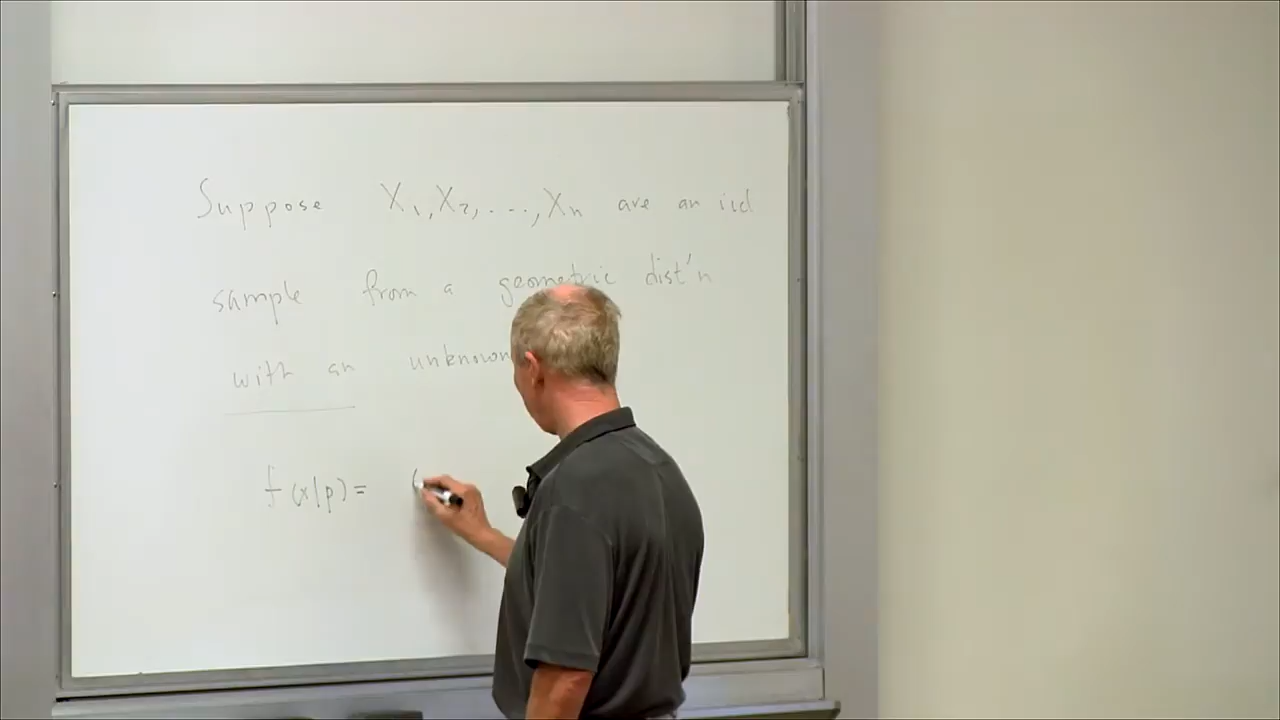 Suppose X₁, X₂, ..., Xₙ are an iid
sample from a geometric dist'n
with an unknown
f(x|p) = (